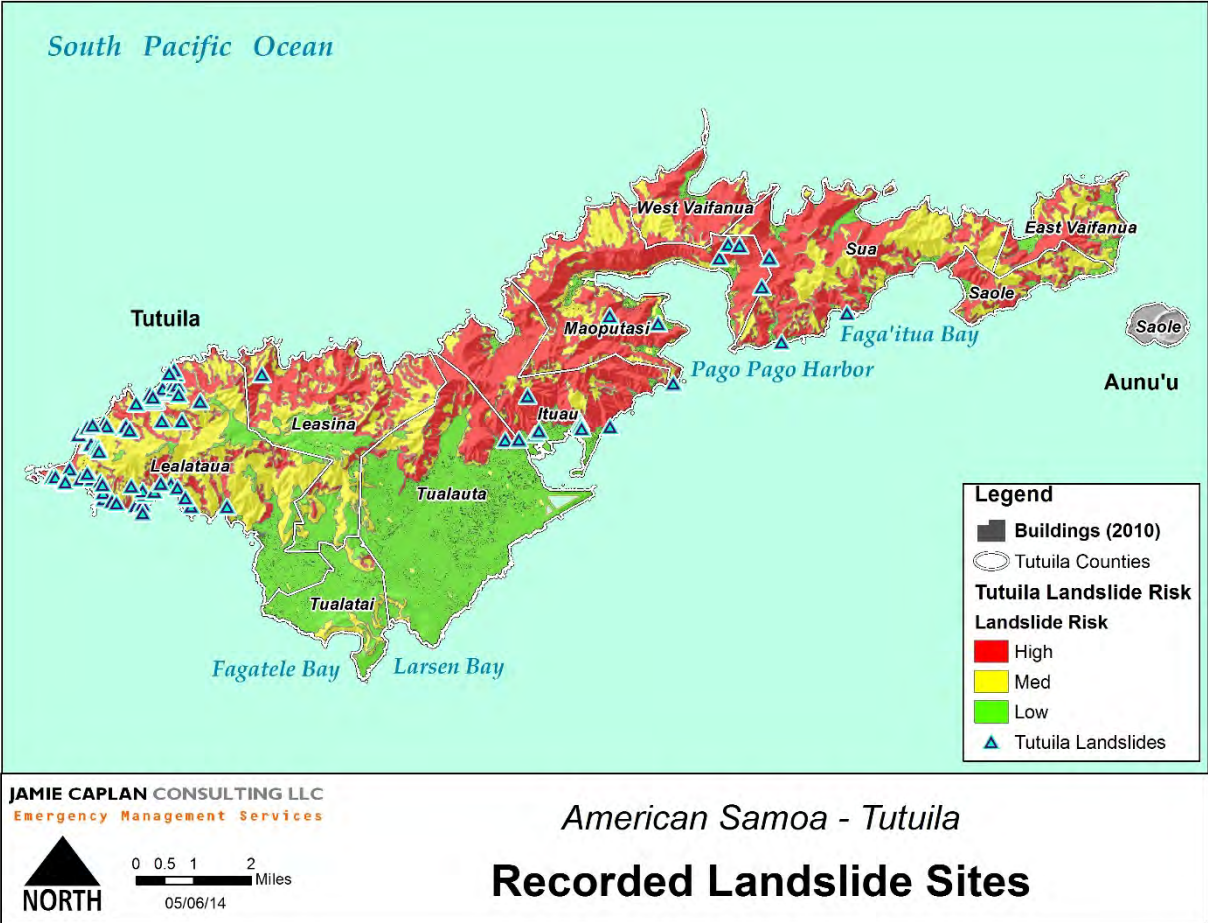 South Pacific Ocean
West Vaifanua
East Vaifanua
Sua
Saole
Tutuila
Maoputasi
Saole
Faga'itua Bay
Pago Pago Harbor
Aunu'u
Ituau
Leasina
Lealataua
Tualauta
Tualatai
Fagatele Bay
Larsen Bay
Legend
Buildings (2010)
Tutuila Counties
Tutuila Landslide Risk
Landslide Risk
High
Med
Low
Tutuila Landslides
JAMIE CAPLAN CONSULTING LLC
Emergency Management Services
NORTH
0 0.5 1 2
Miles
05/06/14
American Samoa - Tutuila
Recorded Landslide Sites